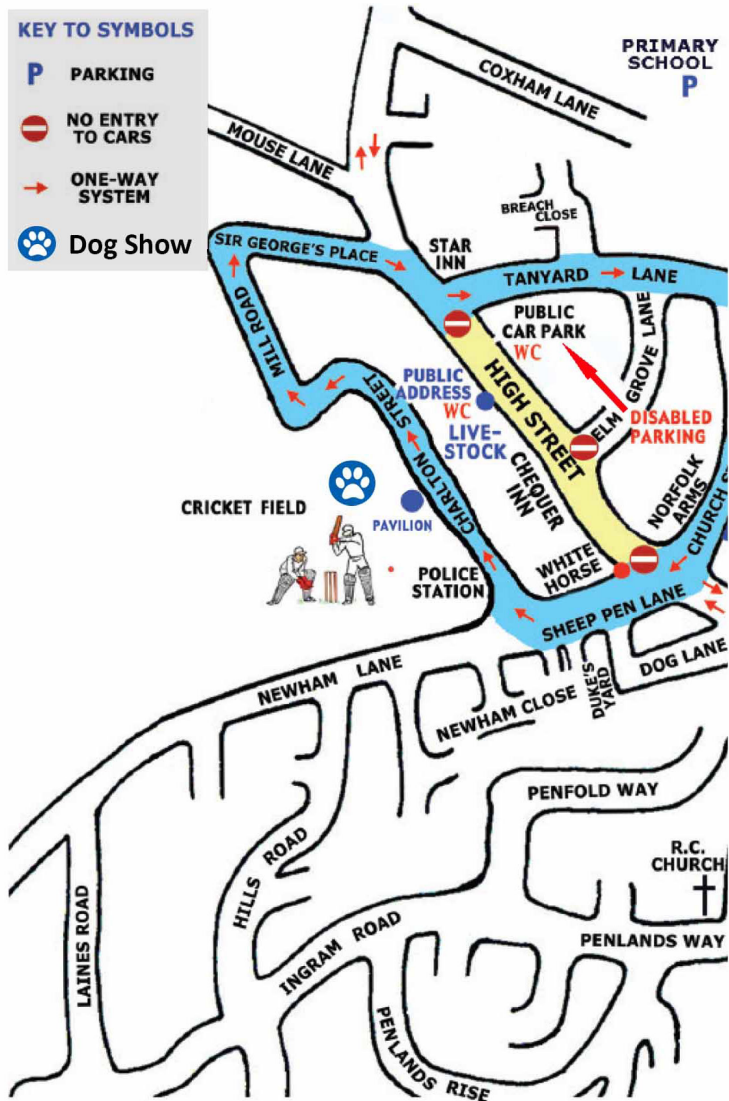 KEY TO SYMBOLS
P PARKING
NO ENTRY
TO CARS
ONE-WAY
SYSTEM
Dog Show
PRIMARY
SCHOOL
P
COXHAM LANE
MOUSE LANE
BREACH
CLOSE
SIR GEORGE'S PLACE
STAR
INN
TANYARD LANE
MILL ROAD
PUBLIC
CAR PARK
WC
ELM GROVE LANE
PUBLIC
ADDRESS
WC
LIVE-
STOCK
HIGH STREET
DISABLED
PARKING
CHARLTON STREET
CHEQUER
INN
NORFOLK
ARMS
CRICKET FIELD
PAVILION
CHURCH S
POLICE
STATION
WHITE
HORSE
SHEEP PEN LANE
NEWHAM LANE
DOG LANE
DUKE'S
YARD
NEWHAM CLOSE
PENFOLD WAY
R.C.
CHURCH
HILLS ROAD
LAINES ROAD
INGRAM ROAD
PENLANDS WAY
PENLANDS RISE